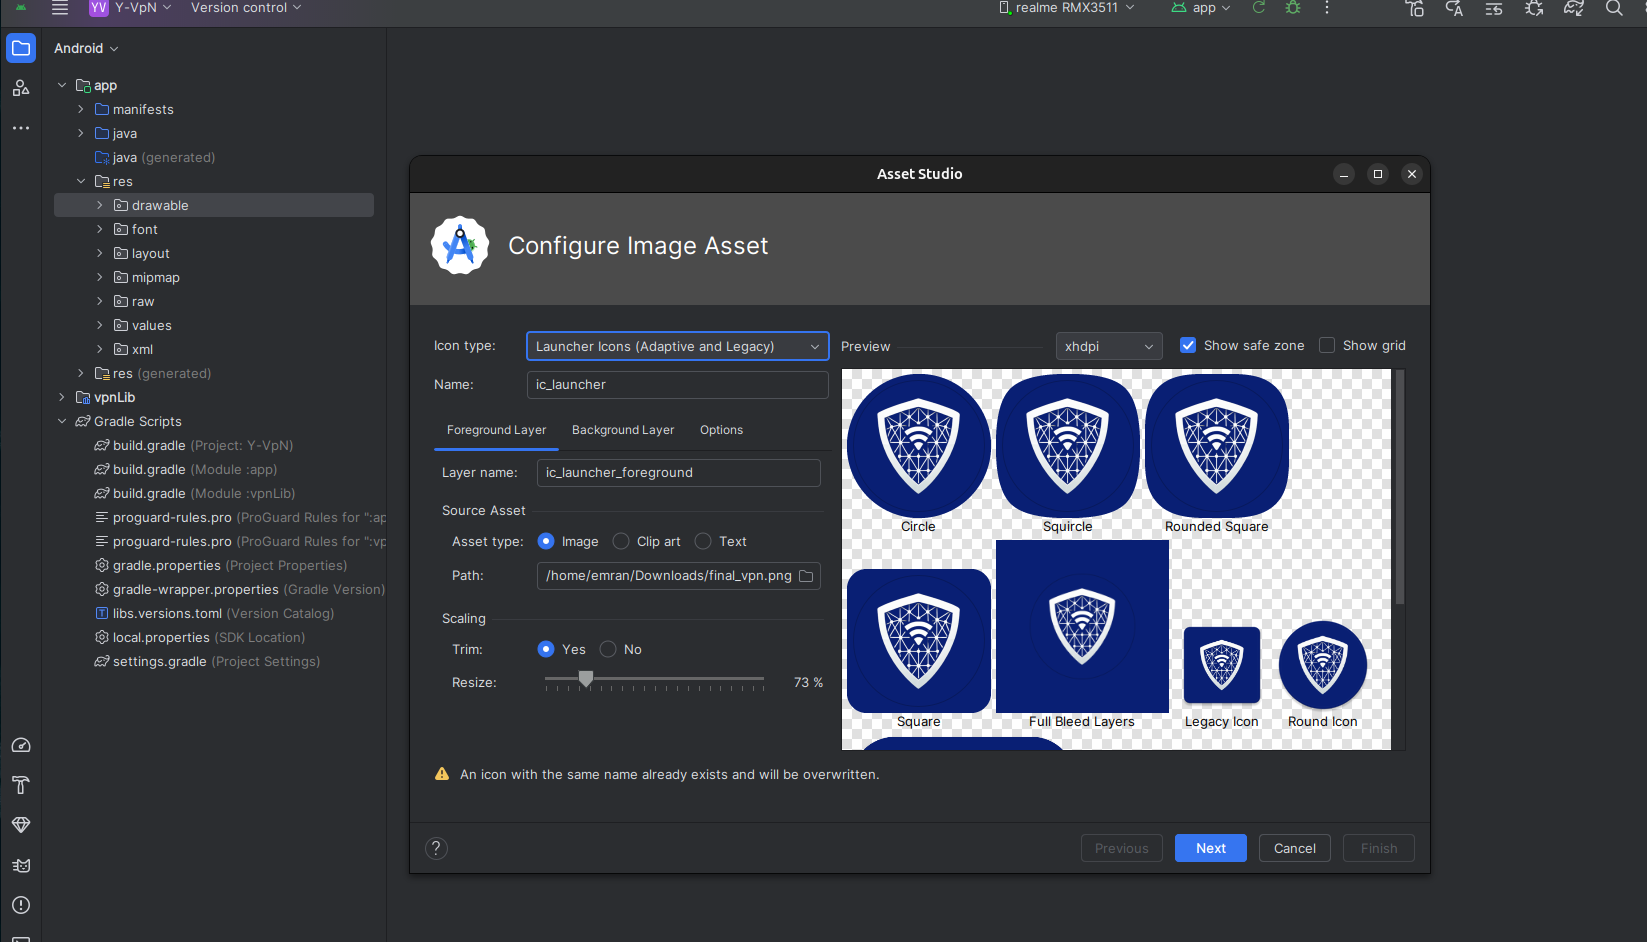 YV Y-VpN Version control realme RMX3511 app
Android
app
manifests
java
java (generated)
res
drawable
font
layout
mipmap
raw
values
xml
res (generated)
vpnLib
Gradle Scripts
build.gradle (Project: Y-VpN)
build.gradle (Module :app)
build.gradle (Module :vpnLib)
proguard-rules.pro (ProGuard Rules for ":ap
proguard-rules.pro (ProGuard Rules for ":vp
gradle.properties (Project Properties)
gradle-wrapper.properties (Gradle Version)
libs.versions.toml (Version Catalog)
local.properties (SDK Location)
settings.gradle (Project Settings)
Asset Studio
Configure Image Asset
Icon type: Launcher Icons (Adaptive and Legacy)
Name: ic_launcher
Foreground Layer Background Layer Options
Layer name: ic_launcher_foreground
Source Asset
Asset type: Image Clip art Text
Path: /home/emran/Downloads/final_vpn.png
Scaling
Trim: Yes No
Resize: 73 %
Preview xhdpi Show safe zone Show grid
Circle Squircle Rounded Square
Square Full Bleed Layers Legacy Icon Round Icon
An icon with the same name already exists and will be overwritten.
? Previous Next Cancel Finish